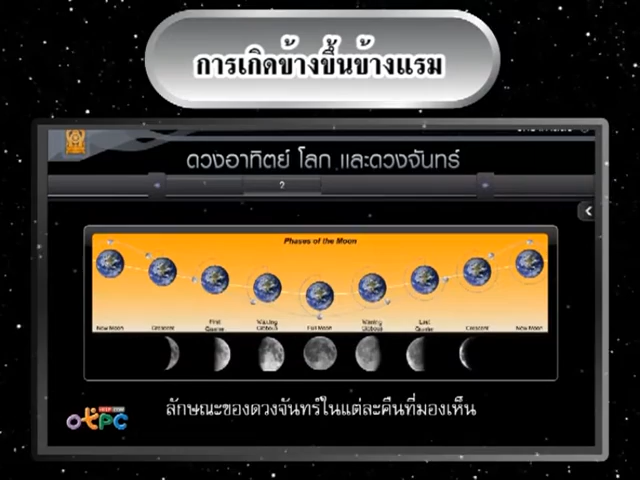 การเกิดข้างขึ้นข้างแรม
ดวงอาทิตย์ โลก และดวงจันทร์
2
Phases of the Moon
New Moon Crescent First Quarter Waxing Gibbous Full Moon Waning Gibbous Last Quarter Crescent New Moon
ลักษณะของดวงจันทร์ในแต่ละคืนที่มองเห็น
OTPC